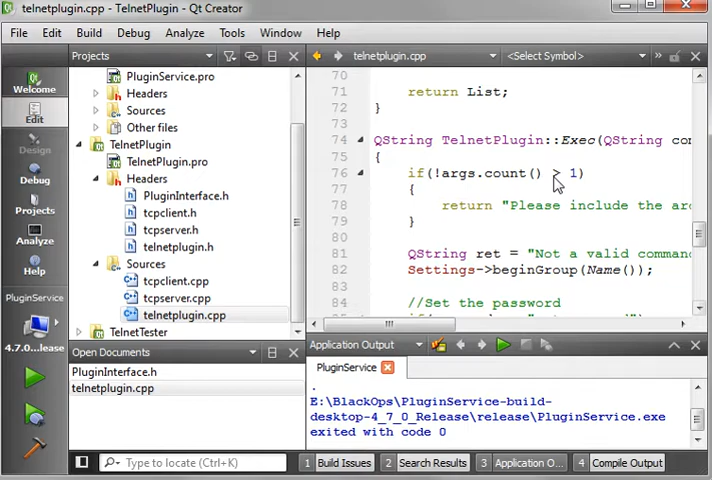 telnetplugin.cpp - TelnetPlugin - Qt Creator
File Edit Build Debug Analyze Tools Window Help
Projects
telnetplugin.cpp
<Select Symbol>
Welcome
Edit
Design
Debug
Projects
Analyze
Help
PluginService
4.7.0...lease
PluginService.pro
Headers
Sources
Other files
TelnetPlugin
TelnetPlugin.pro
Headers
PluginInterface.h
tcpclient.h
tcpserver.h
telnetplugin.h
Sources
tcpclient.cpp
tcpserver.cpp
telnetplugin.cpp
TelnetTester
Open Documents
PluginInterface.h
telnetplugin.cpp
70
71 return List;
72 }
73
74 QString TelnetPlugin::Exec(QString co
75 {
76 if(!args.count() > 1)
77 {
78 return "Please include the
79 }
80
81 QString ret = "Not a valid comman
82 Settings->beginGroup(Name());
83
84 //Set the password
Application Output
PluginService
.
E:\BlackOps\PluginService-build-
desktop-4_7_0_Release\release\PluginService.exe
exited with code 0
Type to locate (Ctrl+K)
1 Build Issues
2 Search Results
3 Application O...
4 Compile Output